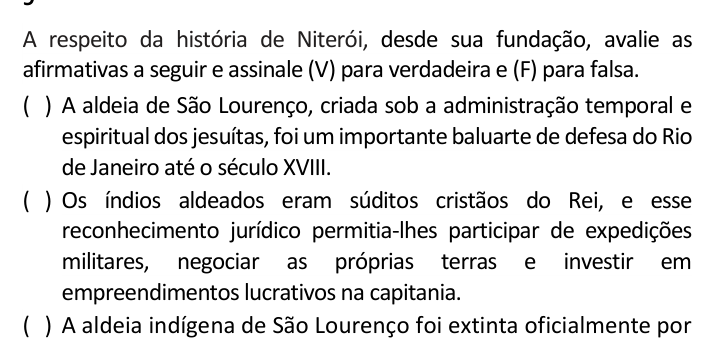 A respeito da história de Niterói, desde sua fundação, avalie as
afirmativas a seguir e assinale (V) para verdadeira e (F) para falsa.
( ) A aldeia de São Lourenço, criada sob a administração temporal e
espiritual dos jesuítas, foi um importante baluarte de defesa do Rio
de Janeiro até o século XVIII.
( ) Os índios aldeados eram súditos cristãos do Rei, e esse
reconhecimento jurídico permitia-lhes participar de expedições
militares, negociar as próprias terras e investir em
empreendimentos lucrativos na capitania.
( ) A aldeia indígena de São Lourenço foi extinta oficialmente por